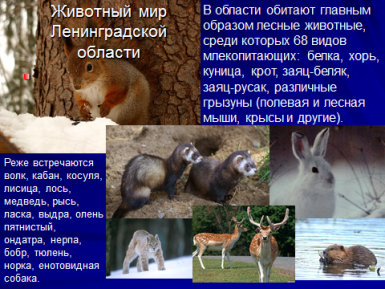 Животный мир
Ленинградской
области
В области обитают главным
образом лесные животные,
среди которых 68 видов
млекопитающих: белка, хорь,
куница, крот, заяц-беляк,
заяц-русак, различные
грызуны (полевая и лесная
мыши, крысы и другие).
Реже встречаются
волк, кабан, косуля,
лисица, лось,
медведь, рысь,
ласка, выдра, олень
пятнистый,
ондатра, нерпа,
бобр, тюлень,
норка, енотовидная
собака.